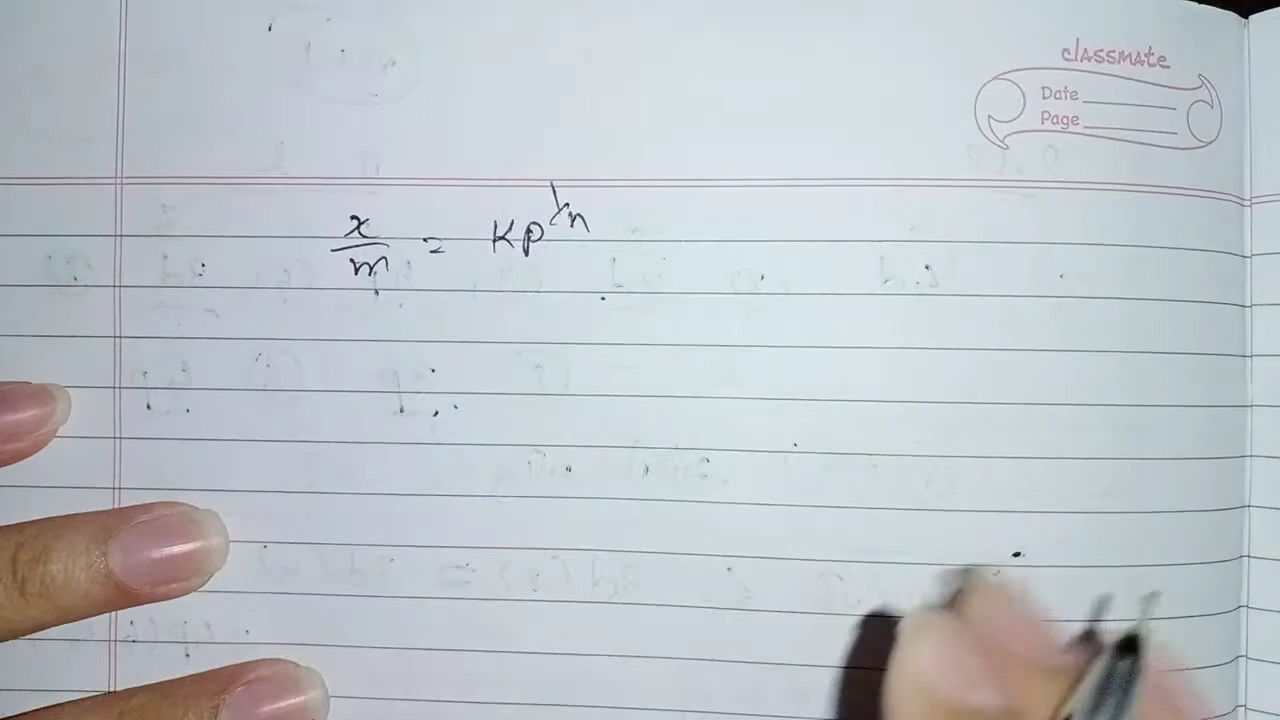 classmate
Date
Page
x/m = Kp^1/n